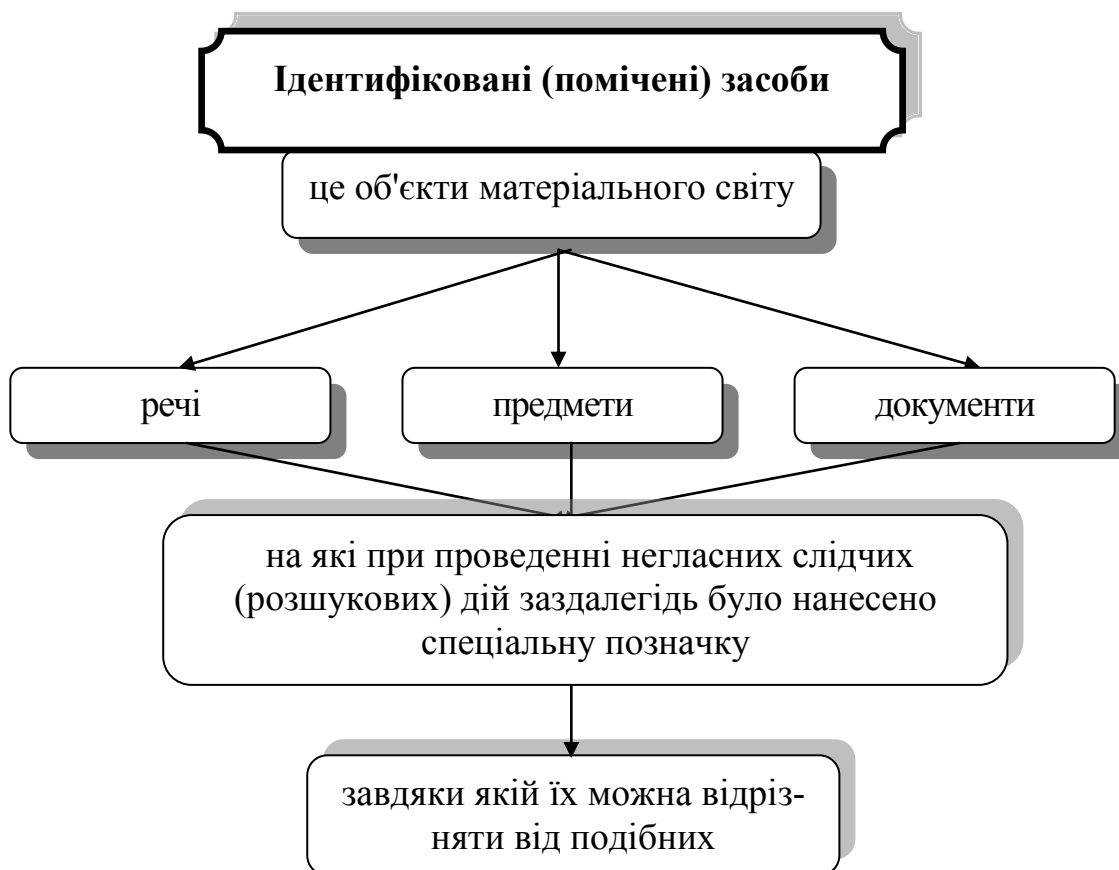 Ідентифіковані (помічені) засоби
це об'єкти матеріального світу
речі
предмети
документи
на які при проведенні негласних слідчих
(розшукових) дій заздалегідь було нанесено
спеціальну позначку
завдяки якій їх можна відріз-
няти від подібних